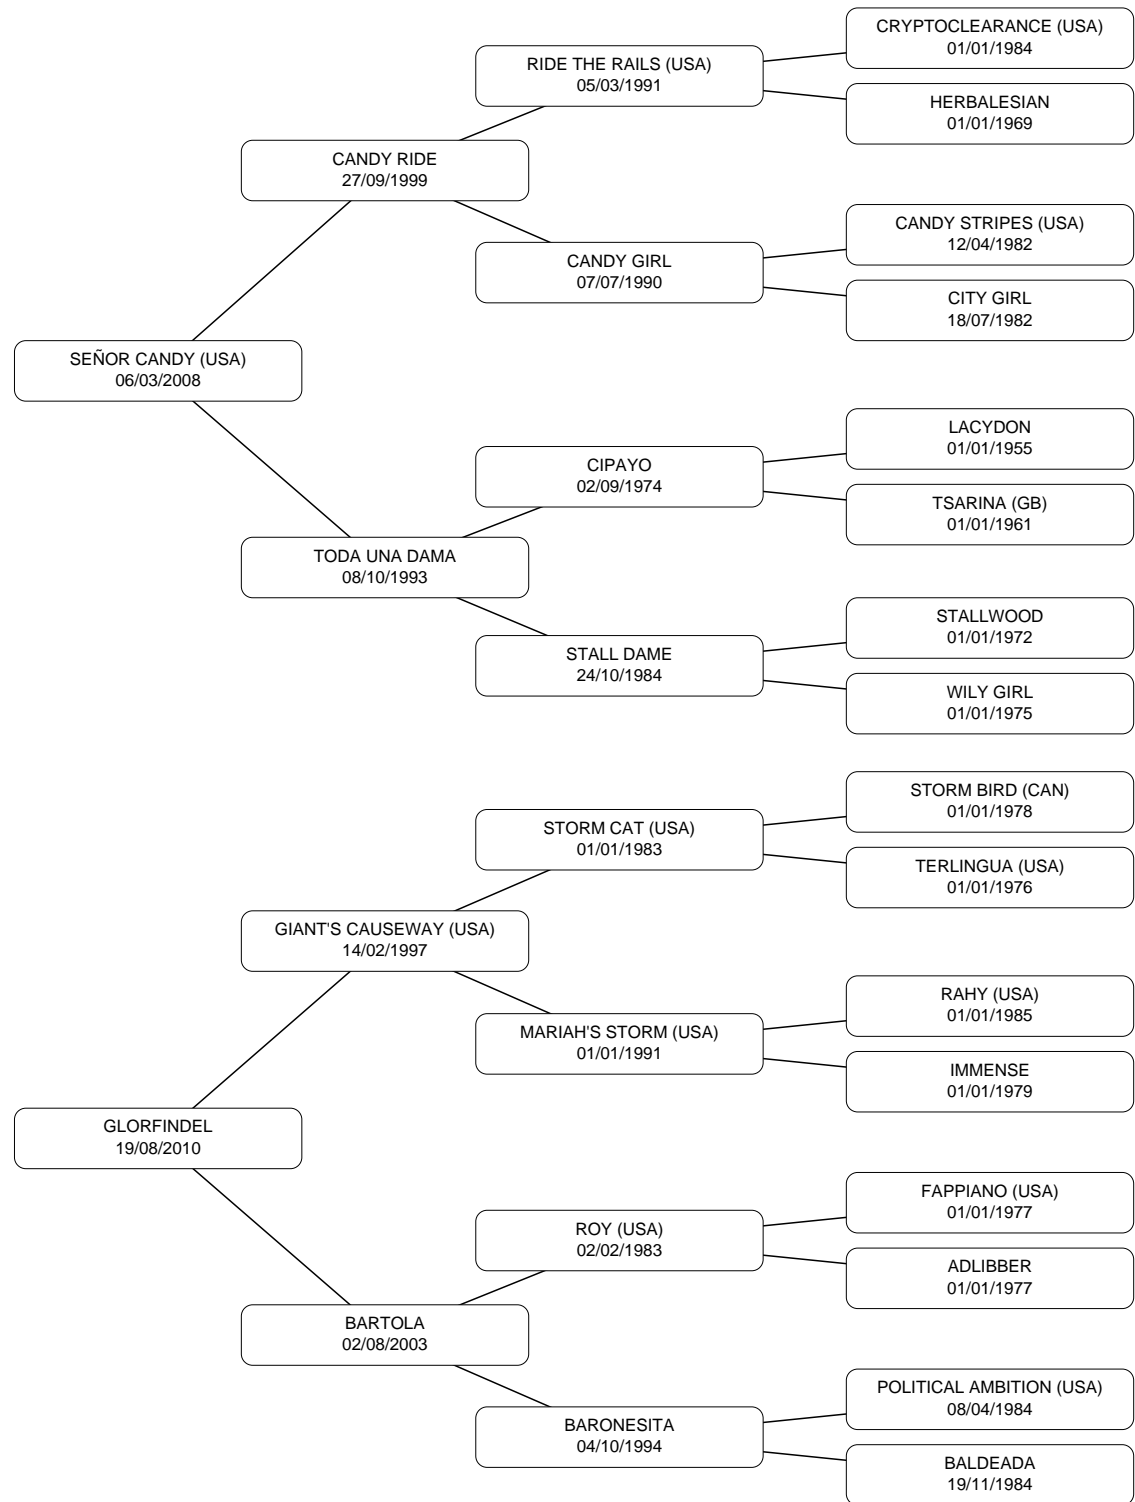 CRYPTOCLEARANCE (USA)
01/01/1984
RIDE THE RAILS (USA)
05/03/1991
HERBALESIAN
01/01/1969
CANDY RIDE
27/09/1999
CANDY STRIPES (USA)
12/04/1982
CANDY GIRL
07/07/1990
CITY GIRL
18/07/1982
SEÑOR CANDY (USA)
06/03/2008
LACYDON
01/01/1955
CIPAYO
02/09/1974
TSARINA (GB)
01/01/1961
TODA UNA DAMA
08/10/1993
STALLWOOD
01/01/1972
STALL DAME
24/10/1984
WILY GIRL
01/01/1975
STORM BIRD (CAN)
01/01/1978
STORM CAT (USA)
01/01/1983
TERLINGUA (USA)
01/01/1976
GIANT'S CAUSEWAY (USA)
14/02/1997
RAHY (USA)
01/01/1985
MARIAH'S STORM (USA)
01/01/1991
IMMENSE
01/01/1979
GLORFINDEL
19/08/2010
FAPPIANO (USA)
01/01/1977
ROY (USA)
02/02/1983
ADLIBBER
01/01/1977
BARTOLA
02/08/2003
POLITICAL AMBITION (USA)
08/04/1984
BARONESITA
04/10/1994
BALDEADA
19/11/1984